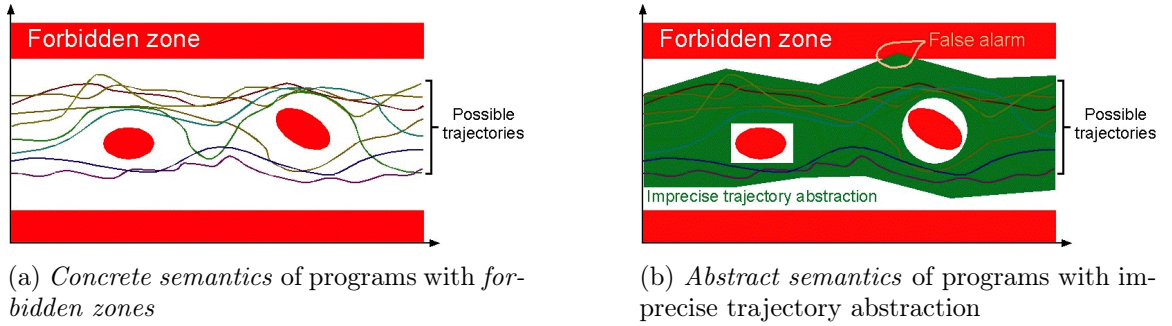 Forbidden zone
Possible
trajectories
(a) Concrete semantics of programs with for-
bidden zones
Forbidden zone
False alarm
Possible
trajectories
Imprecise trajectory abstraction
(b) Abstract semantics of programs with im-
precise trajectory abstraction